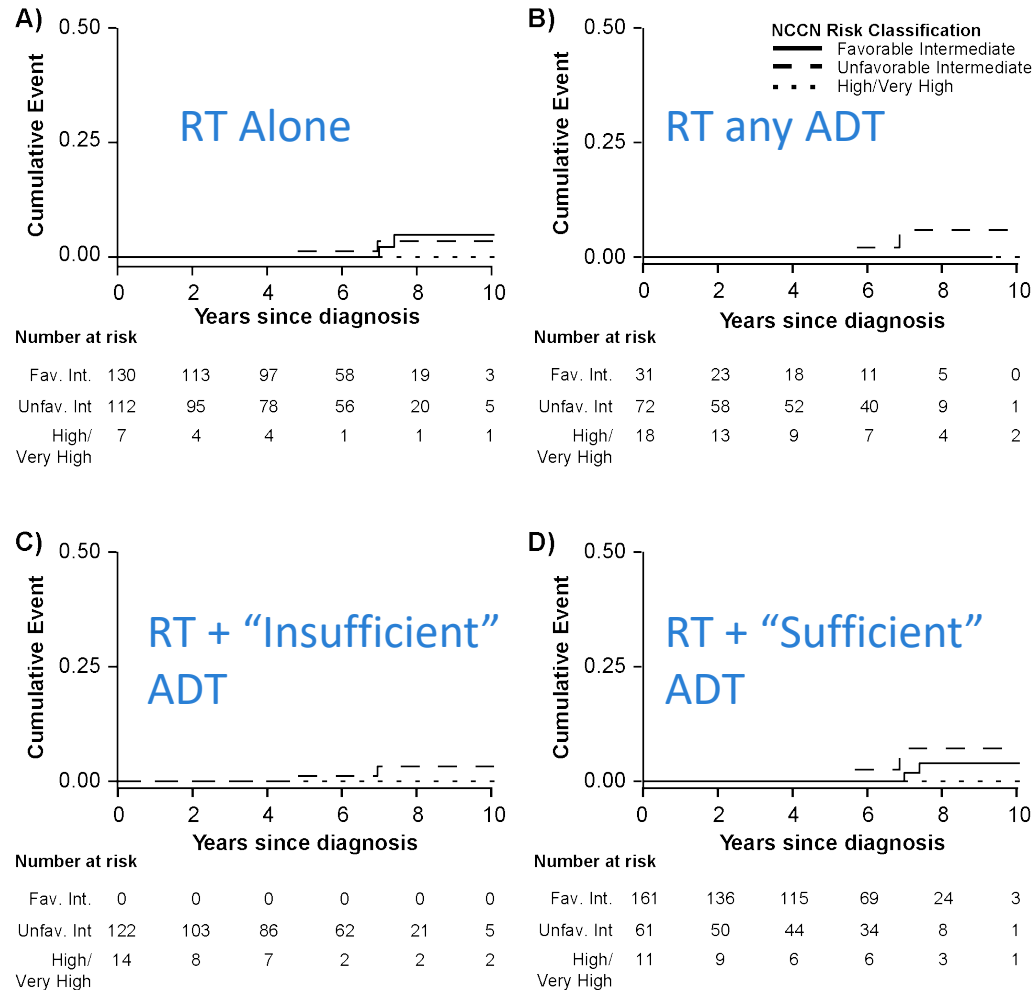 A)
0.50
0.25
0.00
Cumulative Event
RT Alone
0 2 4 6 8 10
Years since diagnosis
Number at risk
Fav. Int. 130 113 97 58 19 3
Unfav. Int 112 95 78 56 20 5
High/ 7 4 4 1 1 1
Very High
B)
0.50
0.25
0.00
Cumulative Event
NCCN Risk Classification
Favorable Intermediate
Unfavorable Intermediate
High/Very High
RT any ADT
0 2 4 6 8 10
Years since diagnosis
Number at risk
Fav. Int. 31 23 18 11 5 0
Unfav. Int 72 58 52 40 9 1
High/ 18 13 9 7 4 2
Very High
C)
0.50
0.25
0.00
Cumulative Event
RT + “Insufficient”
ADT
0 2 4 6 8 10
Years since diagnosis
Number at risk
Fav. Int. 0 0 0 0 0 0
Unfav. Int 122 103 86 62 21 5
High/ 14 8 7 2 2 2
Very High
D)
0.50
0.25
0.00
Cumulative Event
RT + “Sufficient”
ADT
0 2 4 6 8 10
Years since diagnosis
Number at risk
Fav. Int. 161 136 115 69 24 3
Unfav. Int 61 50 44 34 8 1
High/ 11 9 6 6 3 1
Very High